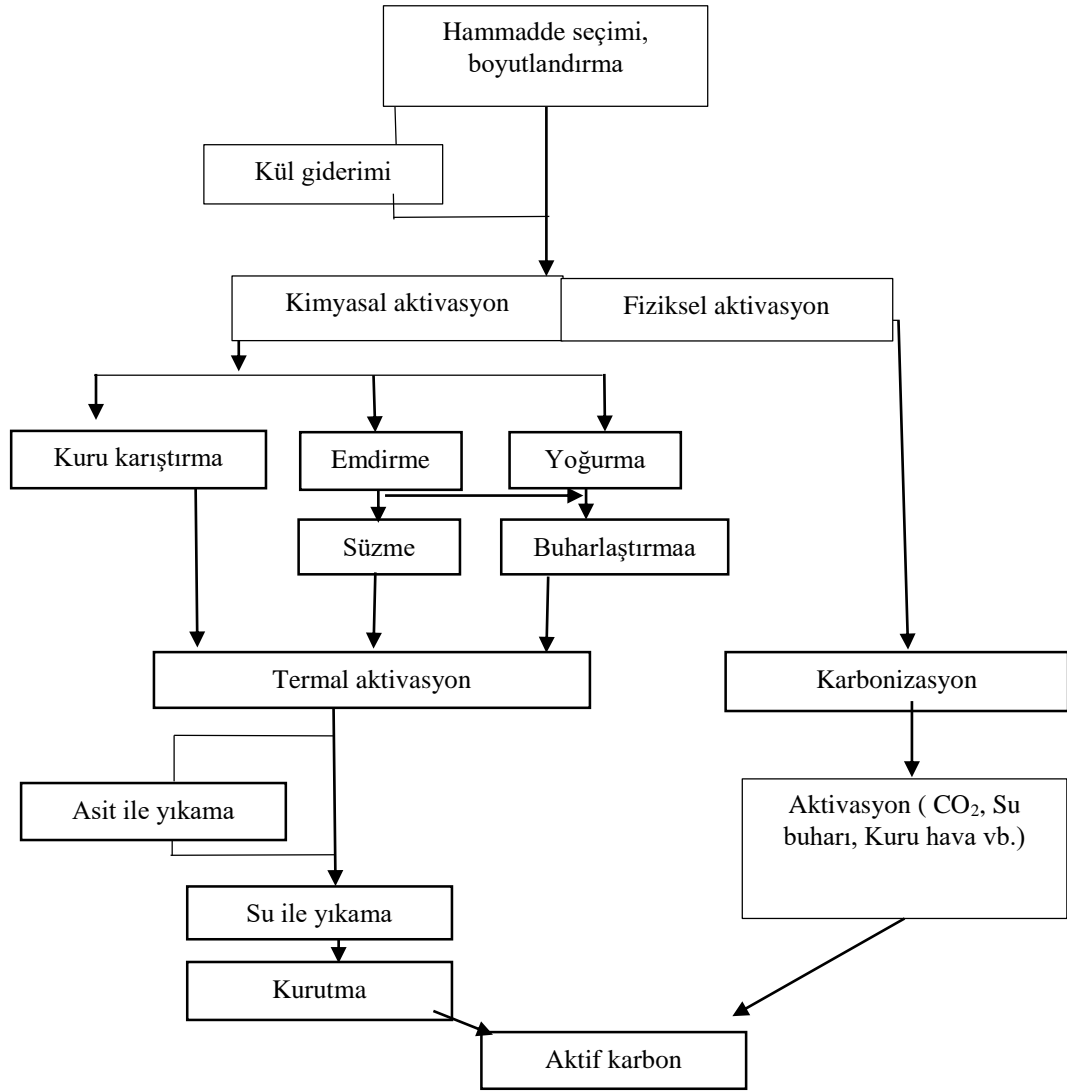 Hammadde seçimi,
boyutlandırma
Kül giderimi
Kimyasal aktivasyon
Fiziksel aktivasyon
Kuru karıştırma
Emdirme
Yoğurma
Süzme
Buharlaştırmaa
Termal aktivasyon
Karbonizasyon
Asit ile yıkama
Aktivasyon ( CO₂, Su
buharı, Kuru hava vb.)
Su ile yıkama
Kurutma
Aktif karbon